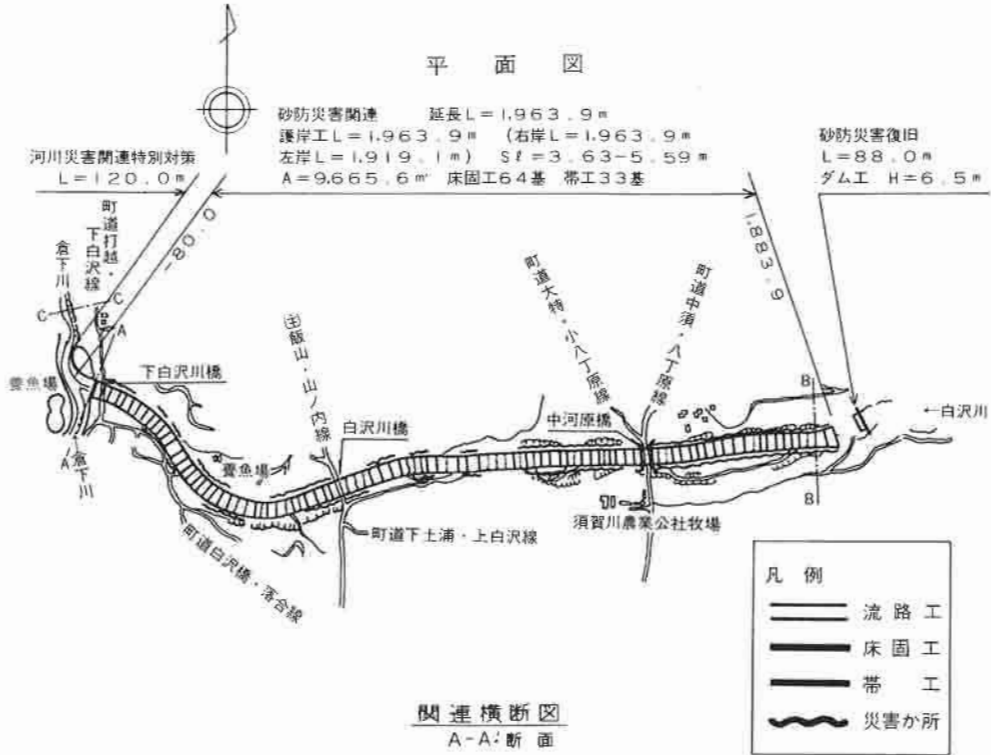 平面図
砂防災害関連 延長L=1,963.9m
護岸工L=1,963.9m (右岸L=1,963.9m
左岸L=1,919.1m) Sℓ=3.63-5.59m
A=9,665.6㎡ 床固工64基 帯工33基
砂防災害復旧
L=88.0m
ダム工 H=6.5m
河川災害関連特別対策
L=120.0m
-80.0
1,883.9
町道打越・
下白沢線
倉下川
C
C
A
養魚場
下白沢川橋
A'
倉下川
養魚場
町道白沢橋・落合線
㊟飯山・山ノ内線
白沢川橋
町道下土浦・上白沢線
町道大特・小八丁原線
町道中須・八丁原線
中河原橋
須賀川農業公社牧場
B
B
←白沢川
凡例
流路工
床固工
帯工
災害か所
関連横断図
A-A'断面